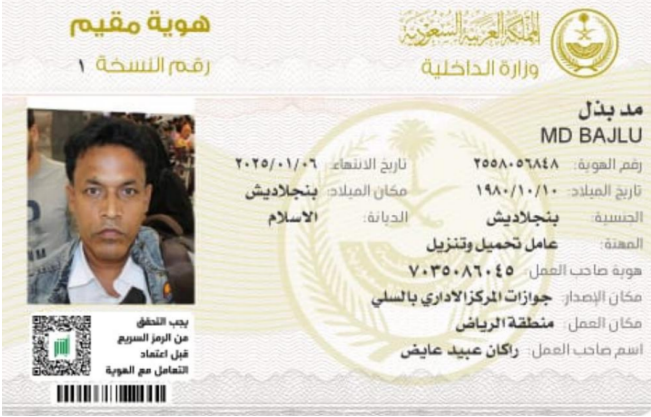 المملكة العربية السعودية
وزارة الداخلية
هوية مقيم
رقم النسخة ١
مد بذل
MD BAJLU
رقم الهوية: ٢٥٥٨٠٥٦٨٤٨ تاريخ الانتهاء: ٢٠٢٥/٠١/٠٦
تاريخ الميلاد: ١٩٨٠/١٠/١٠ مكان الميلاد: بنجلاديش
الجنسية: بنجلاديش الديانة: الاسلام
المهنة: عامل تحميل وتنزيل
هوية صاحب العمل: ٧٠٣٥٠٨٦٠٤٥
مكان الإصدار: جوازات المركز الاداري بالسلي
مكان العمل: منطقة الرياض
اسم صاحب العمل: راكان عبيد عايض
يجب التحقق
من الرمز السريع
قبل اعتماد
التعامل مع الهوية